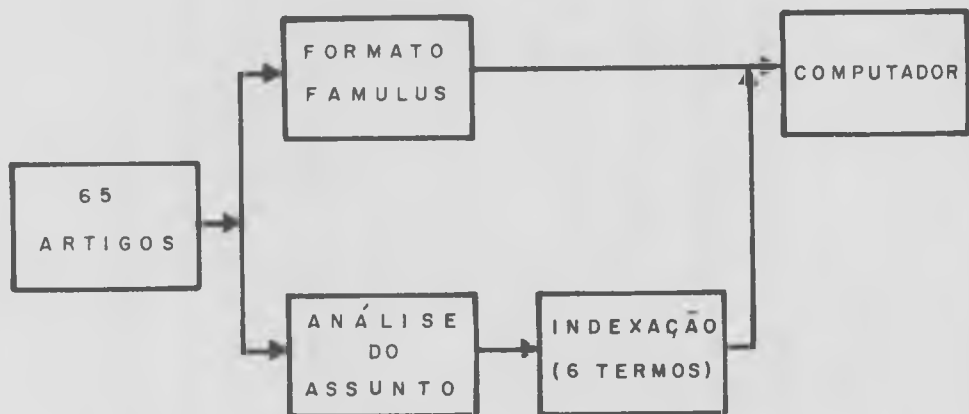 FORMATO
FAMULUS
COMPUTADOR
65
ARTIGOS
ANÁLISE
DO
ASSUNTO
INDEXAÇÃO
(6 TERMOS)